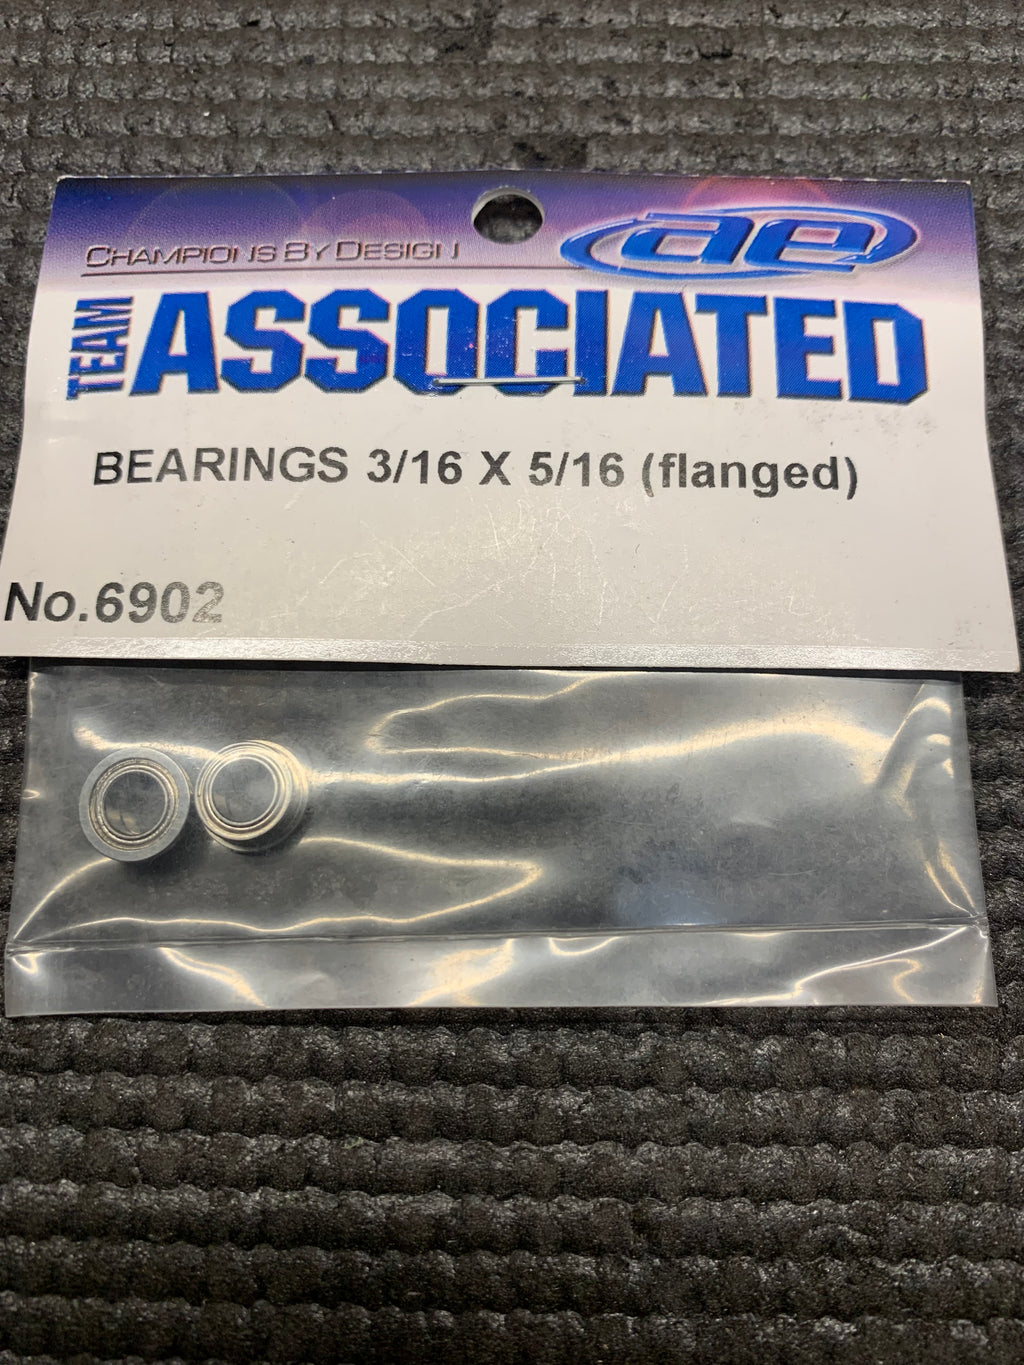 CHAMPIONS BY DESIGN
ae
TEAM ASSOCIATED
BEARINGS 3/16 X 5/16 (flanged)
No.6902